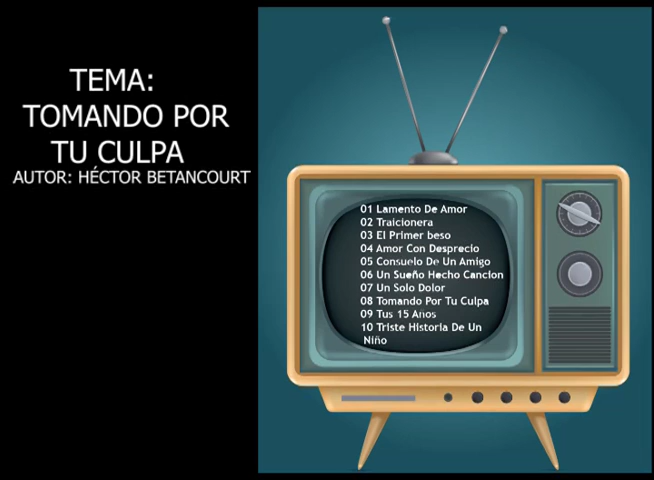 TEMA:
TOMANDO POR
TU CULPA
AUTOR: HÉCTOR BETANCOURT
01 Lamento De Amor
02 Traicionera
03 El Primer beso
04 Amor Con Desprecio
05 Consuelo De Un Amigo
06 Un Sueño Hecho Cancion
07 Un Solo Dolor
08 Tomando Por Tu Culpa
09 Tus 15 Años
10 Triste Historia De Un
Niño